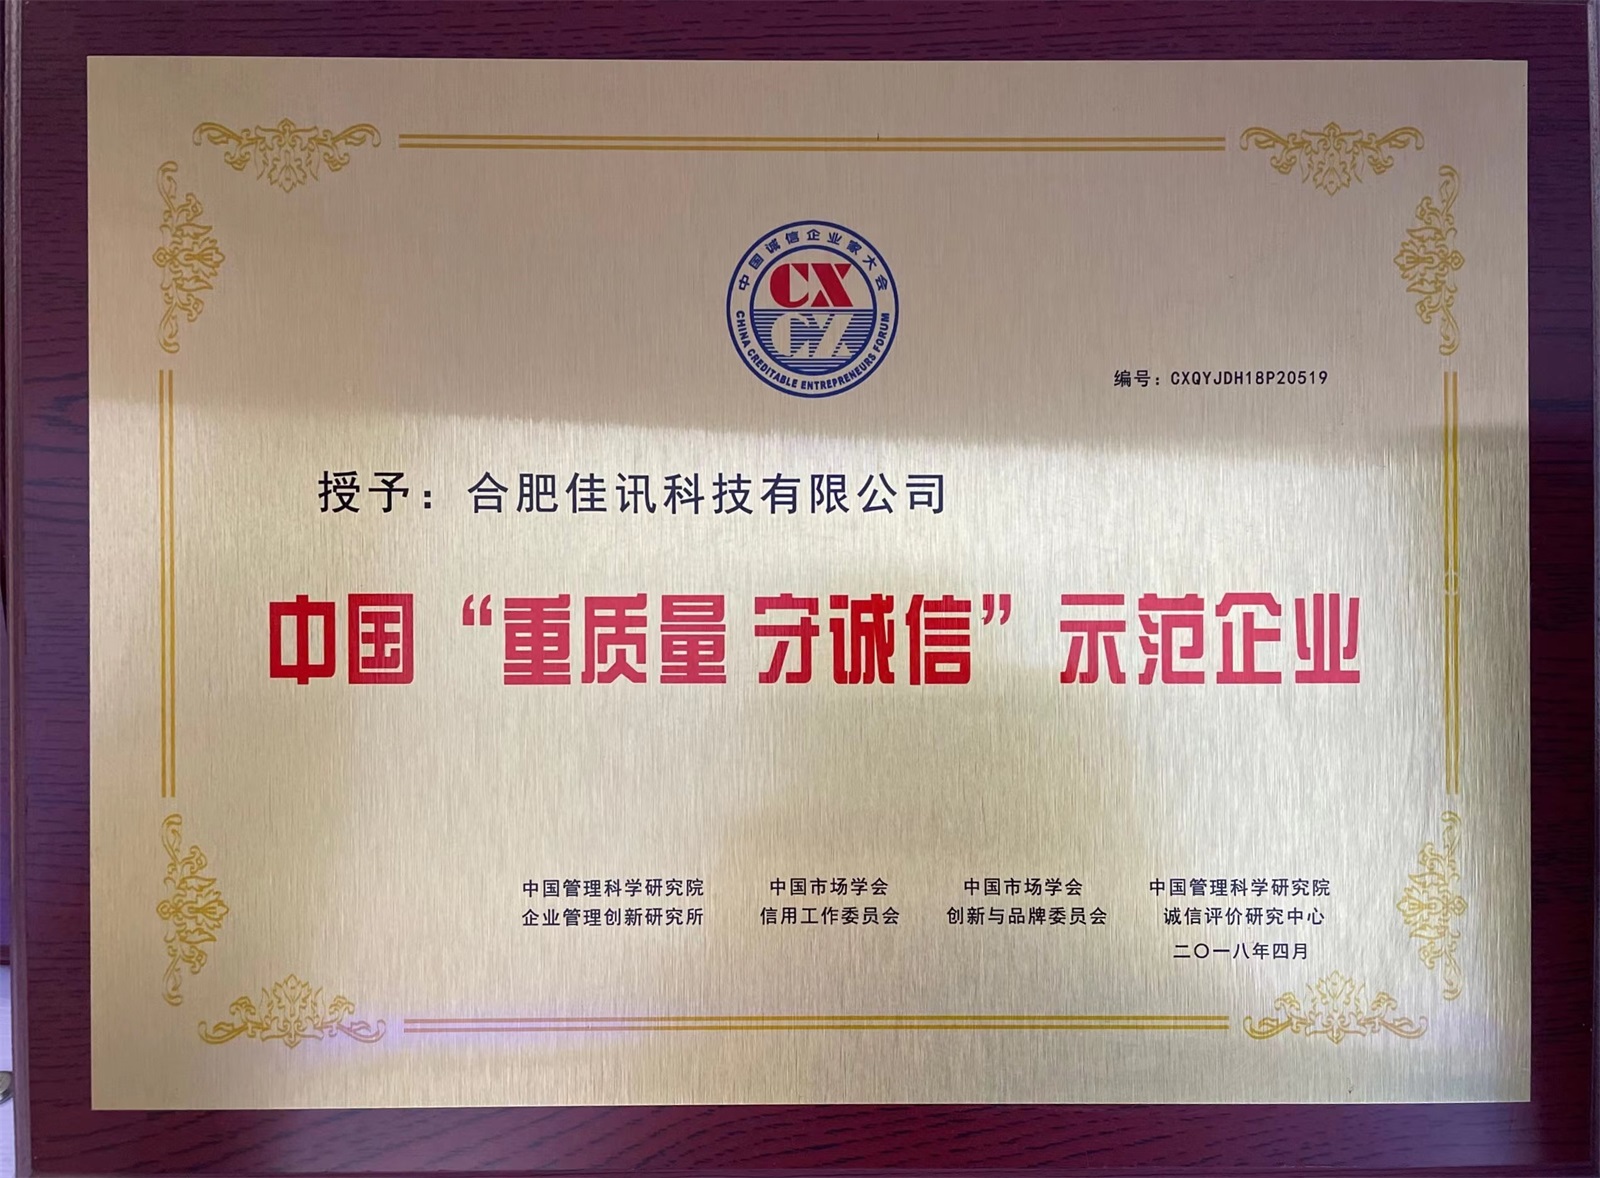 中国诚信企业家大会
CX
CZ
CHINA CREDITABLE ENTREPRENEURS FORUM
编号：CXQYJDH18P20519
授予：合肥佳讯科技有限公司
中国“重质量 守诚信”示范企业
中国管理科学研究院 中国市场学会 中国市场学会 中国管理科学研究院
企业管理创新研究所 信用工作委员会 创新与品牌委员会 诚信评价研究中心
二〇一八年四月